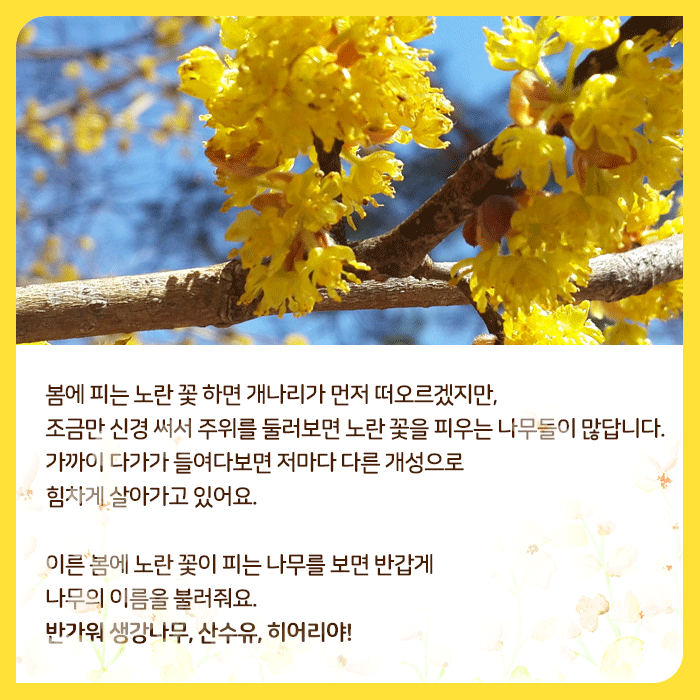 봄에 피는 노란 꽃 하면 개나리가 먼저 떠오르겠지만,
조금만 신경 써서 주위를 둘러보면 노란 꽃을 피우는 나무들이 많답니다.
가까이 다가가 들여다보면 저마다 다른 개성으로
힘차게 살아가고 있어요.
이른 봄에 노란 꽃이 피는 나무를 보면 반갑게
나무의 이름을 불러줘요.
반가워 생강나무, 산수유, 히어리야!